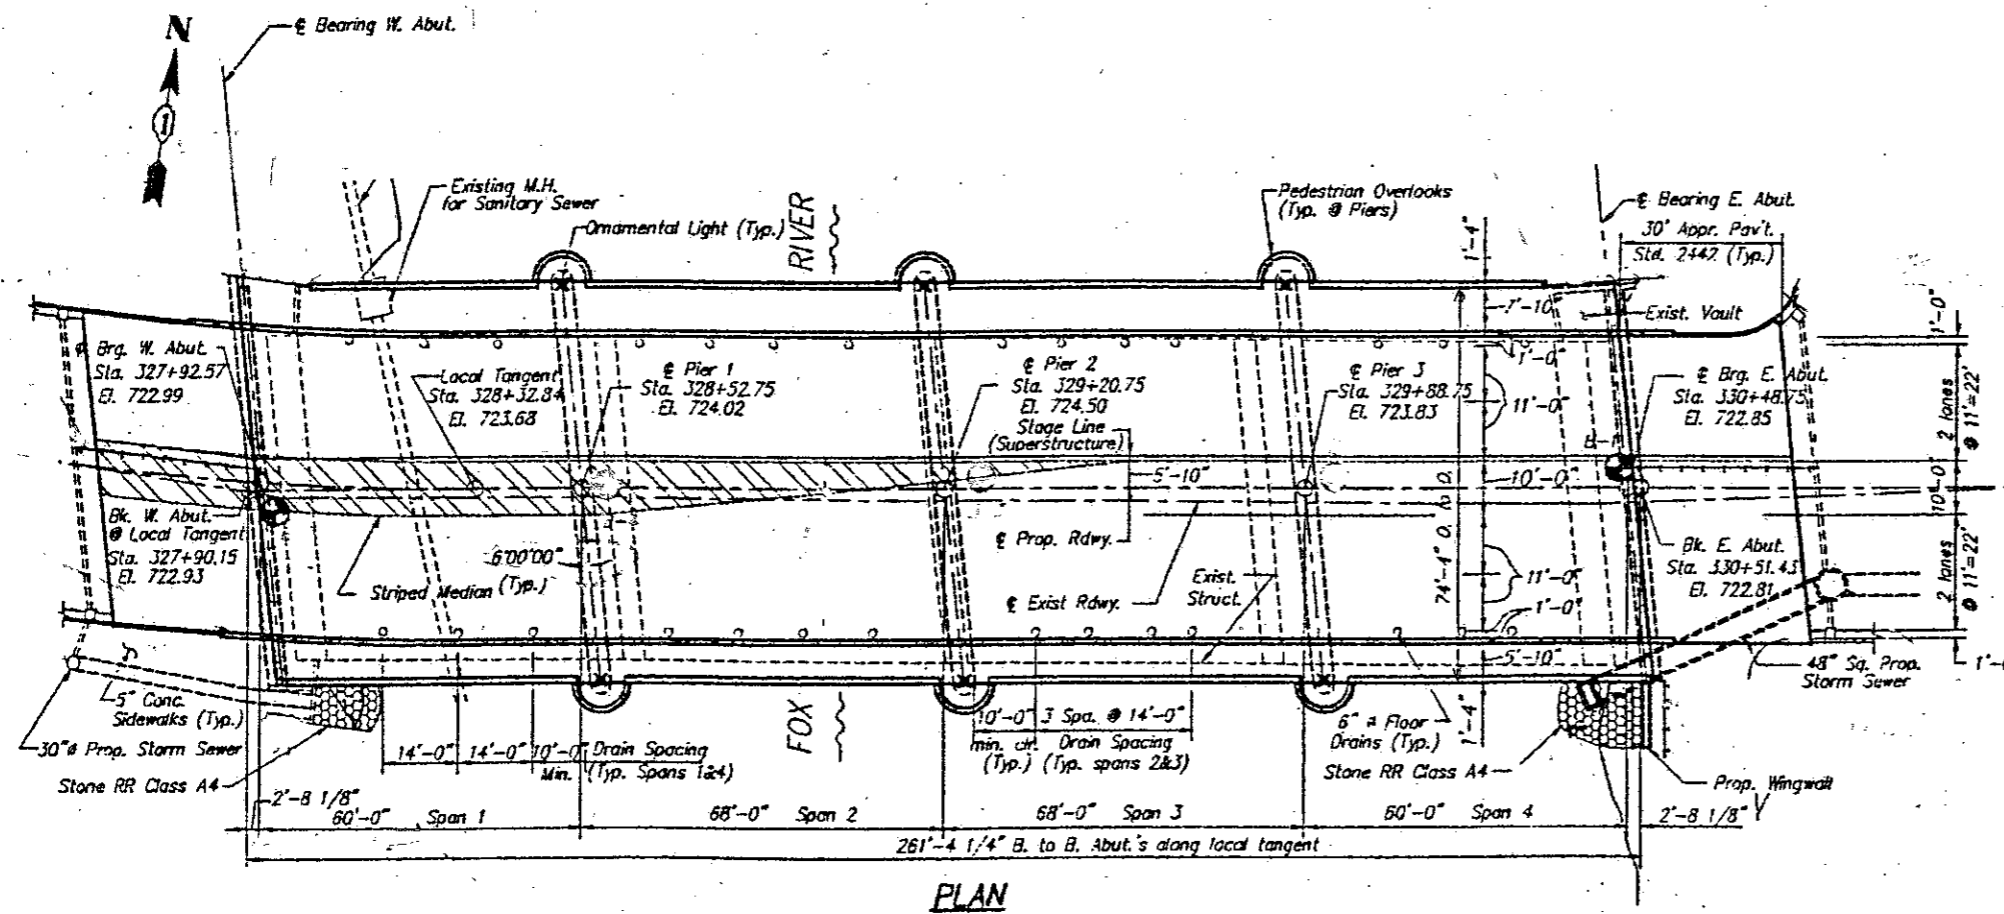 N
℄ Bearing W. Abut.
1
Existing M.H.
for Sanitary Sewer
Ornamental Light (Typ.)
RIVER
Pedestrian Overlooks
(Typ. @ Piers)
1'-4"
℄ Bearing E. Abut.
30' Appr. Pav't.
Std. 2442 (Typ.)
7'-10
Exist. Vault
1'-0"
℄ Brg. W. Abut.
Sta. 327+92.57
El. 722.99
Local Tangent
Sta. 328+32.84
El. 723.68
℄ Pier 1
Sta. 328+52.75
El. 724.02
℄ Pier 2
Sta. 329+20.75
El. 724.50
Stage Line
(Superstructure)
℄ Pier 3
Sta. 329+88.75
El. 723.83
1'-0"
11'-0"
℄ Brg. E. Abut.
Sta. 330+48.75
El. 722.85
2 lanes
@ 11'=22'
B-1
5'-10"
10'-0"
10'-0"
Bk. W. Abut.
@ Local Tangent
Sta. 327+90.15
El. 722.93
6°00'00"
Striped Median (Typ.)
℄ Prop. Rdwy.
℄ Exist Rdwy.
Exist.
Struct.
74'-4" O. to O.
11'-0"
1'-0"
Bk. E. Abut.
Sta. 330+51.43
El. 722.81
2 lanes
@ 11'=22'
5'-10"
48" Sq. Prop.
Storm Sewer
5" Conc.
Sidewalks (Typ.)
30"ø Prop. Storm Sewer
Stone RR Class A4
14'-0"
14'-0"
10'-0"
Min.
Drain Spacing
(Typ. Spans 1&4)
FOX
10'-0"
min. clr.
(Typ.)
3 Spa. @ 14'-0"
Drain Spacing
(Typ. spans 2&3)
6" ø Floor
Drains (Typ.)
1'-4"
Stone RR Class A4
Prop. Wingwall
2'-8 1/8"
60'-0" Span 1
68'-0" Span 2
68'-0" Span 3
60'-0" Span 4
2'-8 1/8"
261'-4 1/4" B. to B. Abut.'s along local tangent
PLAN